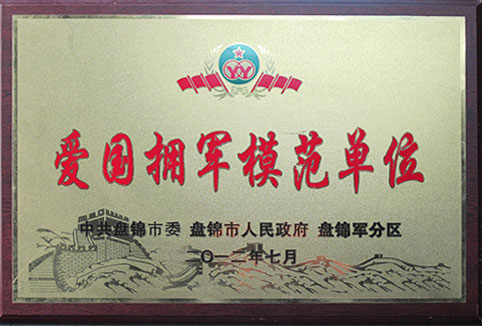 爱国拥军模范单位
中共盘锦市委 盘锦市人民政府 盘锦军分区
二〇一二年七月